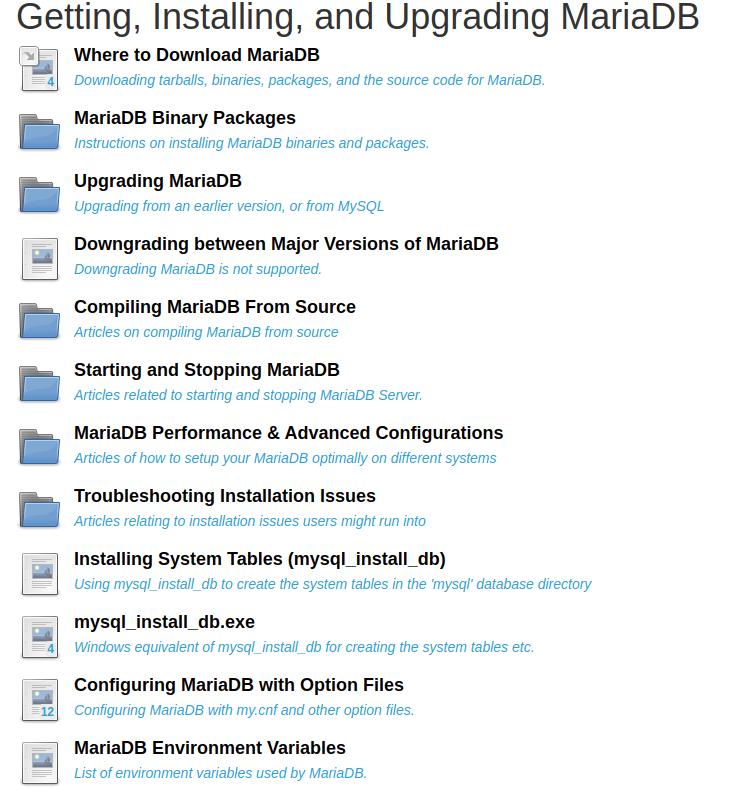 Getting, Installing, and Upgrading MariaDB
Where to Download MariaDB
4
Downloading tarballs, binaries, packages, and the source code for MariaDB.
MariaDB Binary Packages
Instructions on installing MariaDB binaries and packages.
Upgrading MariaDB
Upgrading from an earlier version, or from MySQL
Downgrading between Major Versions of MariaDB
Downgrading MariaDB is not supported.
Compiling MariaDB From Source
Articles on compiling MariaDB from source
Starting and Stopping MariaDB
Articles related to starting and stopping MariaDB Server.
MariaDB Performance & Advanced Configurations
Articles of how to setup your MariaDB optimally on different systems
Troubleshooting Installation Issues
Articles relating to installation issues users might run into
Installing System Tables (mysql_install_db)
Using mysql_install_db to create the system tables in the 'mysql' database directory
mysql_install_db.exe
4
Windows equivalent of mysql_install_db for creating the system tables etc.
Configuring MariaDB with Option Files
12
Configuring MariaDB with my.cnf and other option files.
MariaDB Environment Variables
List of environment variables used by MariaDB.